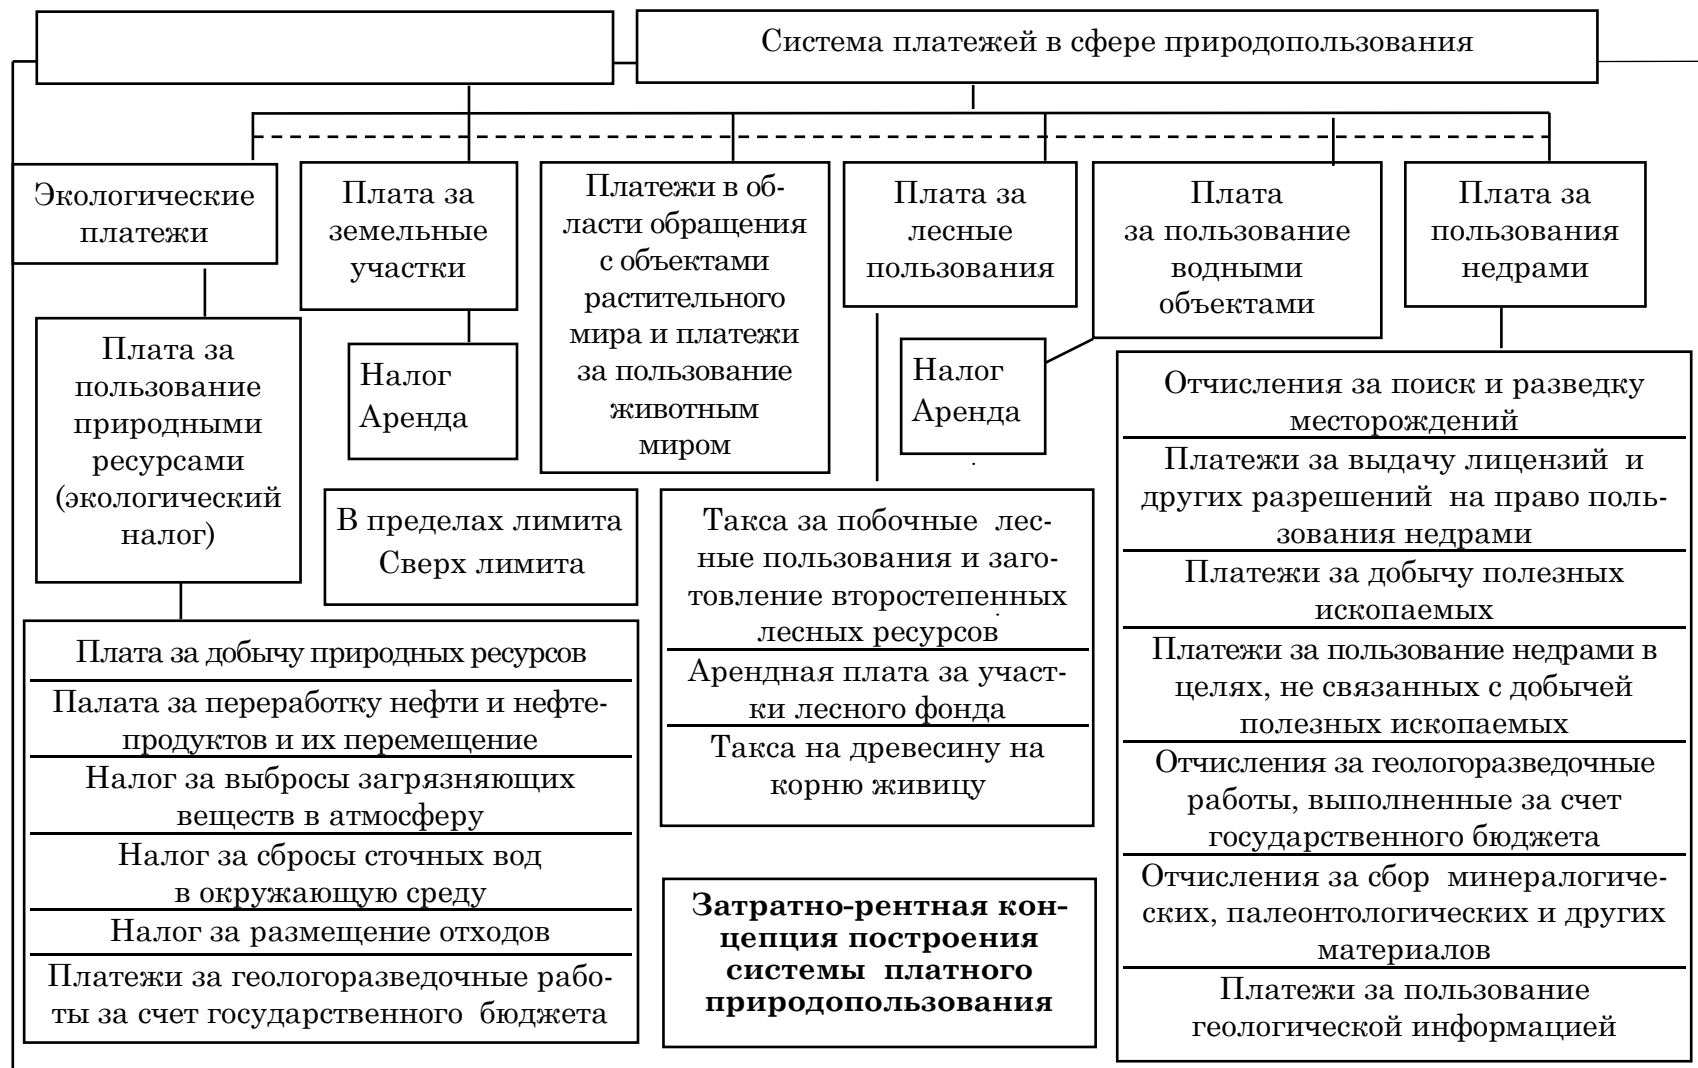 Система платежей в сфере природопользования
Экологические
платежи
Плата за
земельные
участки
Платежи в об-
ласти обращения
с объектами
растительного
мира и платежи
за пользование
животным
миром
Плата за
лесные
пользования
Плата
за пользование
водными
объектами
Плата за
пользования
недрами
Плата за
пользование
природными
ресурсами
(экологический
налог)
Налог
Аренда
Налог
Аренда
В пределах лимита
Сверх лимита
Плата за добычу природных ресурсов
Палата за переработку нефти и нефте-
продуктов и их перемещение
Налог за выбросы загрязняющих
веществ в атмосферу
Налог за сбросы сточных вод
в окружающую среду
Налог за размещение отходов
Платежи за геологоразведочные рабо-
ты за счет государственного бюджета
Такса за побочные лес-
ные пользования и заго-
товление второстепенных
лесных ресурсов
Арендная плата за участ-
ки лесного фонда
Такса на древесину на
корню живицу
Затратно-рентная кон-
цепция построения
системы платного
природопользования
Отчисления за поиск и разведку
месторождений
Платежи за выдачу лицензий и
других разрешений на право поль-
зования недрами
Платежи за добычу полезных
ископаемых
Платежи за пользование недрами в
целях, не связанных с добычей
полезных ископаемых
Отчисления за геологоразведочные
работы, выполненные за счет
государственного бюджета
Отчисления за сбор минералогиче-
ских, палеонтологических и других
материалов
Платежи за пользование
геологической информацией